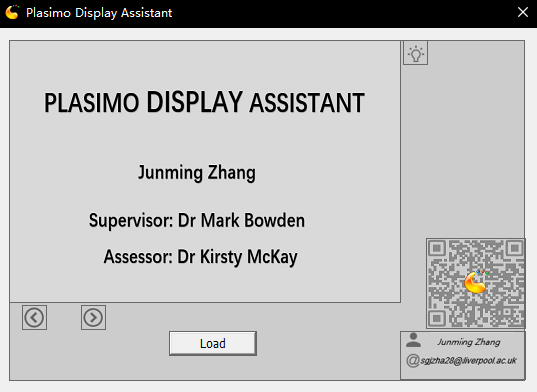 Plasimo Display Assistant
PLASIMO DISPLAY ASSISTANT
Junming Zhang
Supervisor: Dr Mark Bowden
Assessor: Dr Kirsty McKay
Load
Junming Zhang
@sgjzha28@liverpool.ac.uk